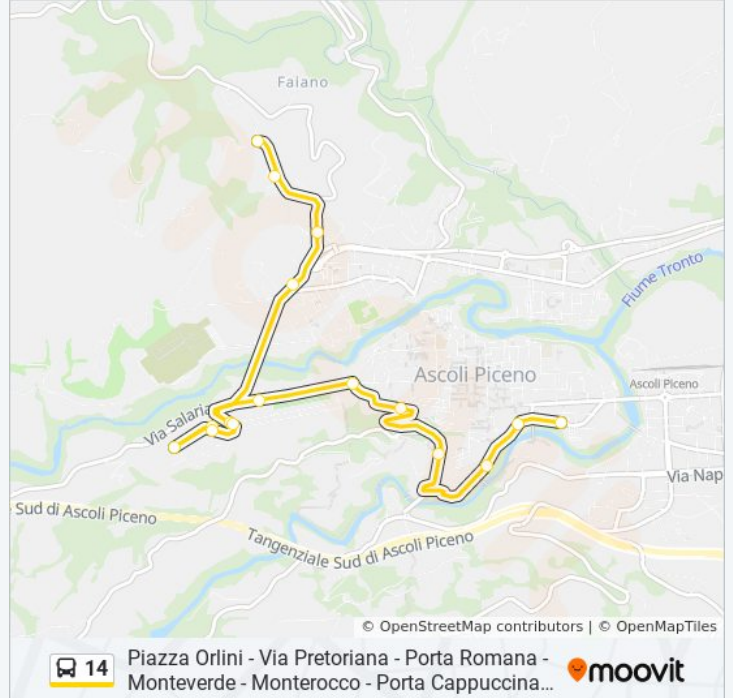 Faiano
Fiume Tronto
Ascoli Piceno
Ascoli Piceno
Via Salaria
Via Nap
e Sud di Ascoli Piceno
Tangenziale Sud di Ascoli Piceno
© OpenStreetMap contributors | © OpenMapTiles
14
Piazza Orlini - Via Pretoriana - Porta Romana -
Monteverde - Monterocco - Porta Cappuccina...
moovit